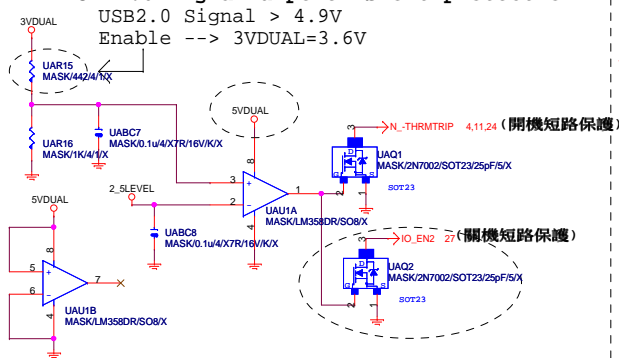 USB2.0 Signal > 4.9V
Enable --> 3VDUAL=3.6V
3VDUAL
UAR15
MASK/442/4/1/X
5VDUAL
N_-THRMTRIP 4,11,24 (開機短路保護)
UAR16
MASK/1K/4/1/X
UABC7
MASK/0.1u/4/X7R/16V/K/X
3
D
UAQ1
MASK/2N7002/SOT23/25pF/5/X
G
S
2
1
SOT23
8
3
+
1
2
-
4
UAU1A
MASK/LM358DR/SO8/X
5VDUAL
2_5LEVEL
UABC8
MASK/0.1u/4/X7R/16V/K/X
IO_EN2 27 (關機短路保護)
3
D
UAQ2
MASK/2N7002/SOT23/25pF/5/X
G
S
2
1
SOT23
8
5
+
7
6
-
4
UAU1B
MASK/LM358DR/SO8/X